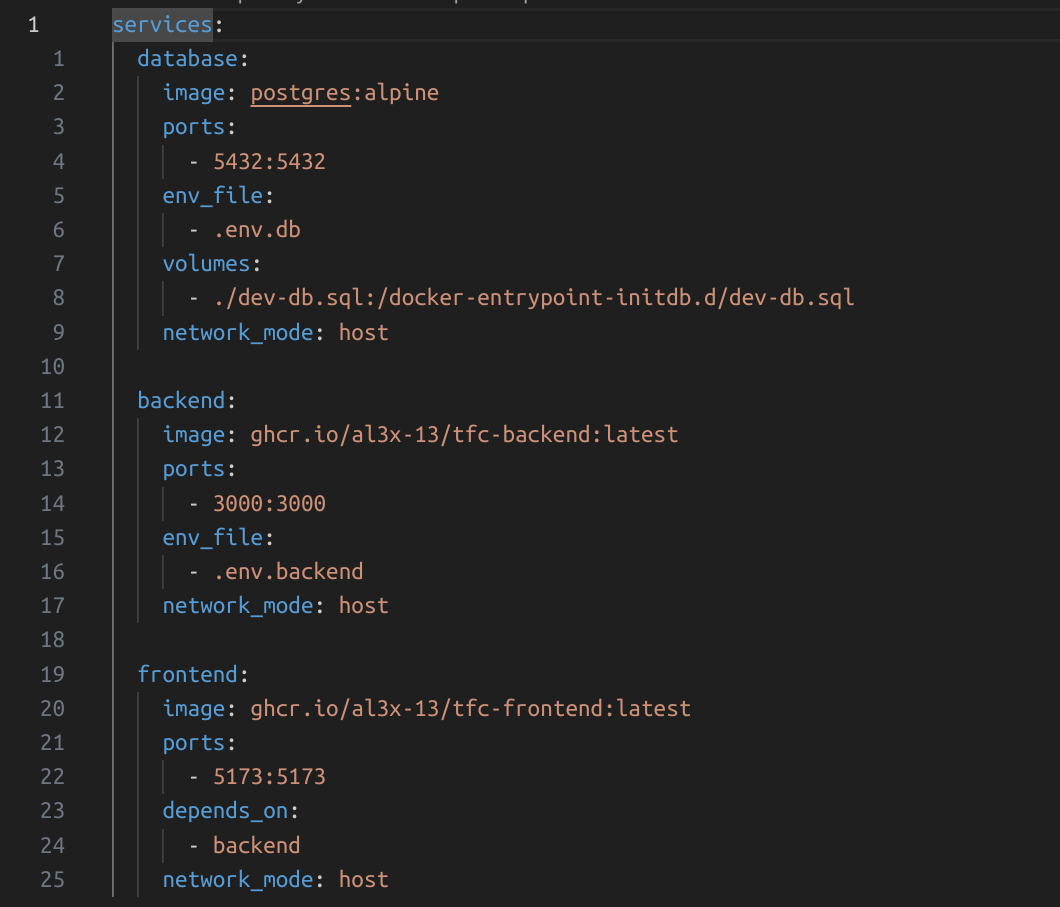 1 services:
1 database:
2 image: postgres:alpine
3 ports:
4 - 5432:5432
5 env_file:
6 - .env.db
7 volumes:
8 - ./dev-db.sql:/docker-entrypoint-initdb.d/dev-db.sql
9 network_mode: host
10
11 backend:
12 image: ghcr.io/al3x-13/tfc-backend:latest
13 ports:
14 - 3000:3000
15 env_file:
16 - .env.backend
17 network_mode: host
18
19 frontend:
20 image: ghcr.io/al3x-13/tfc-frontend:latest
21 ports:
22 - 5173:5173
23 depends_on:
24 - backend
25 network_mode: host